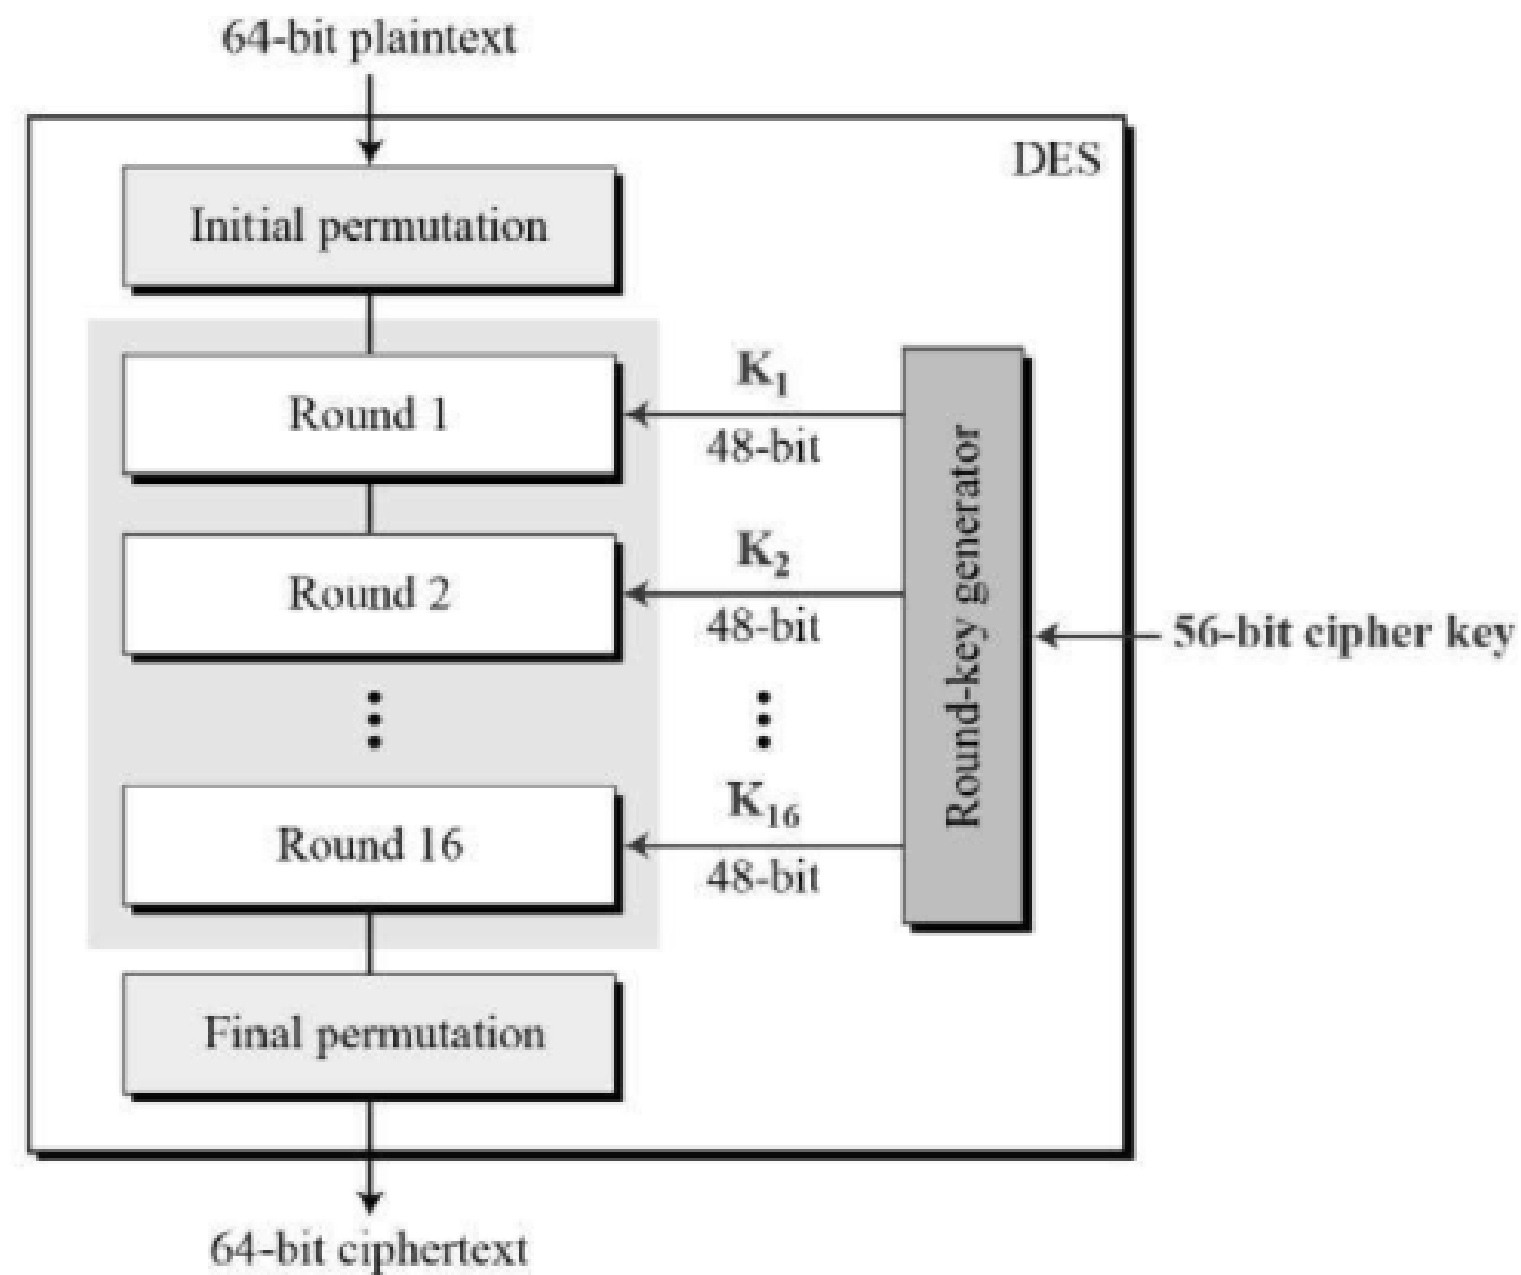 64-bit plaintext
DES
Initial permutation
Round 1
K1
48-bit
Round 2
K2
48-bit
Round-key generator
56-bit cipher key
Round 16
K16
48-bit
Final permutation
64-bit ciphertext